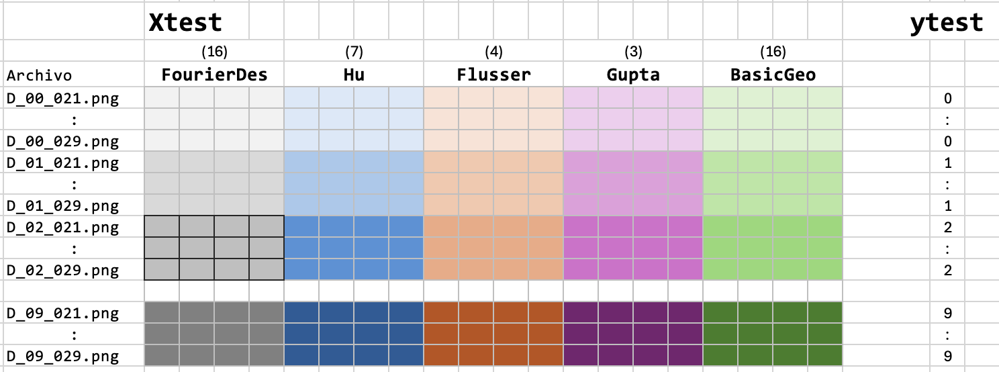 Xtest ytest
(16) (7) (4) (3) (16)
Archivo FourierDes Hu Flusser Gupta BasicGeo
D_00_021.png 0
: :
D_00_029.png 0
D_01_021.png 1
: :
D_01_029.png 1
D_02_021.png 2
: :
D_02_029.png 2
D_09_021.png 9
: :
D_09_029.png 9